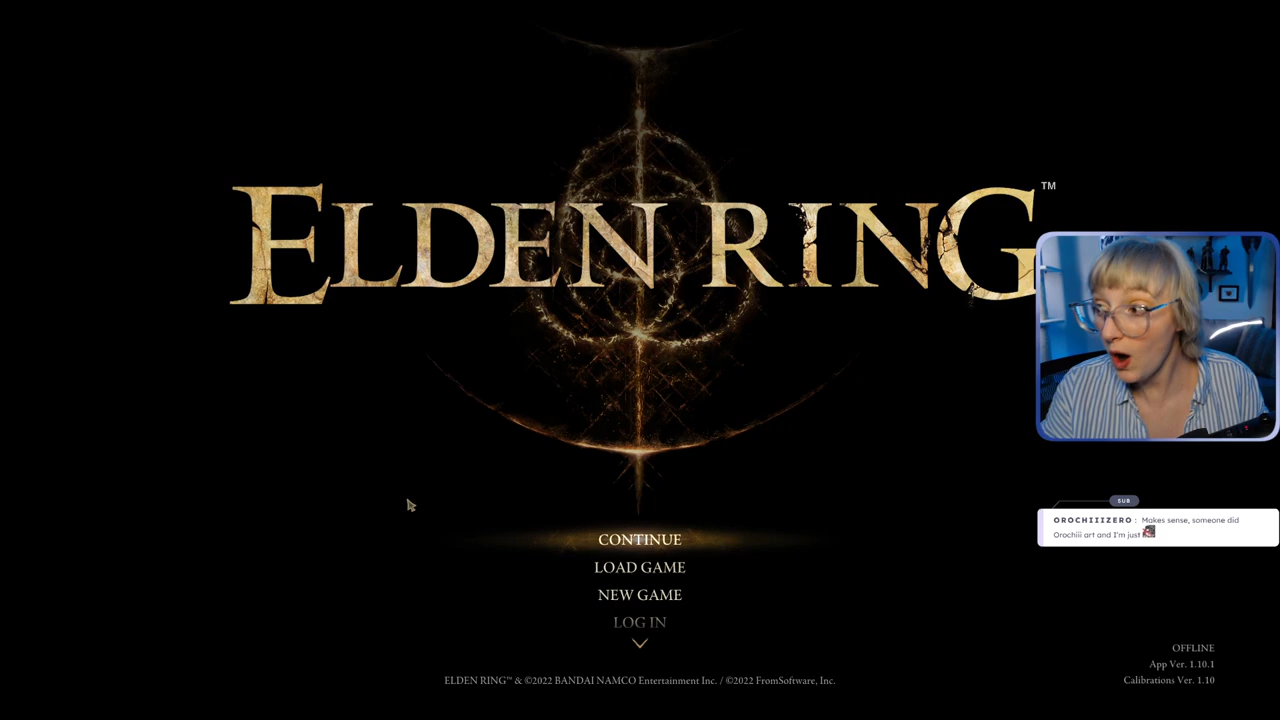 ELDEN RING™
SUB
OROCHIIIZERO : Makes sense, someone did
Orochiii art and I'm just
CONTINUE
LOAD GAME
NEW GAME
LOG IN
OFFLINE
App Ver. 1.10.1
Calibrations Ver. 1.10
ELDEN RING™ & ©2022 BANDAI NAMCO Entertainment Inc. / ©2022 FromSoftware, Inc.